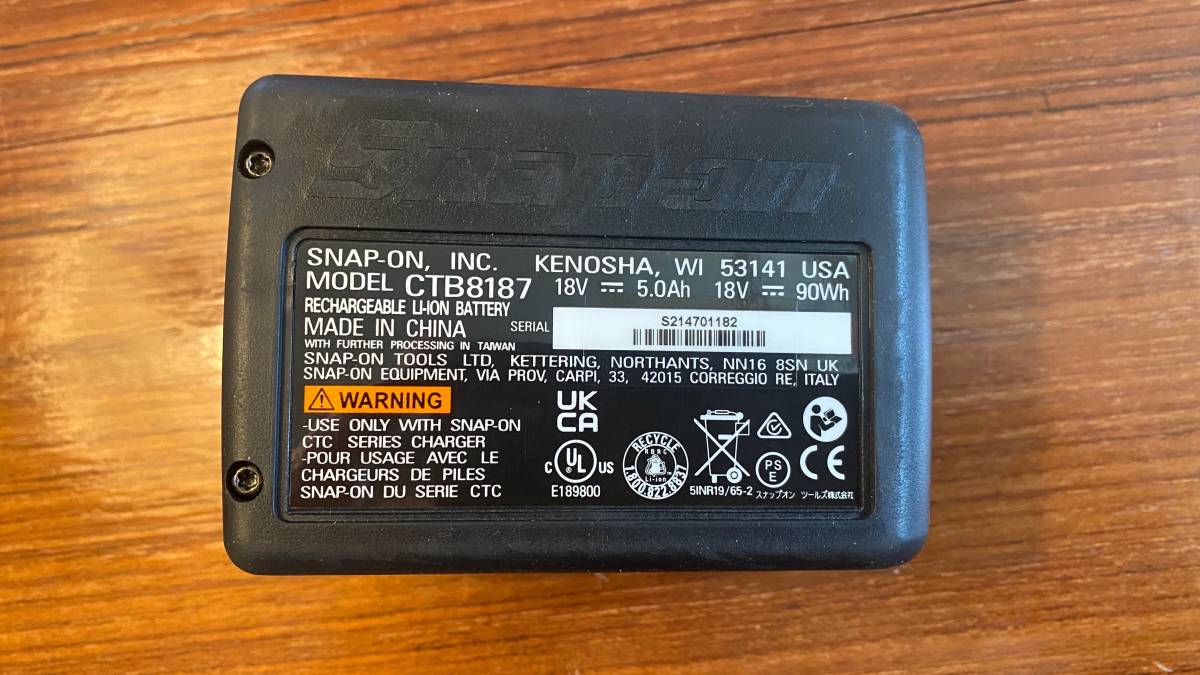 Snap-on
SNAP-ON, INC. KENOSHA, WI 53141 USA
MODEL CTB8187 18V 5.0Ah 18V 90Wh
RECHARGEABLE LI-ION BATTERY
MADE IN CHINA
WITH FURTHER PROCESSING IN TAIWAN
SERIAL S214701182
SNAP-ON TOOLS LTD, KETTERING, NORTHANTS, NN16 8SN UK
SNAP-ON EQUIPMENT, VIA PROV, CARPI, 33, 42015 CORREGGIO RE, ITALY
WARNING
-USE ONLY WITH SNAP-ON
CTC SERIES CHARGER
-POUR USAGE AVEC LE
CHARGEURS DE PILES
SNAP-ON DU SERIE CTC
UK
CA
C UL US
E189800
RECYCLE
RBRC
Li-ion
1.800.822.8837
5INR19/65-2
PS
E
CE
スナップオン ツールズ株式会社